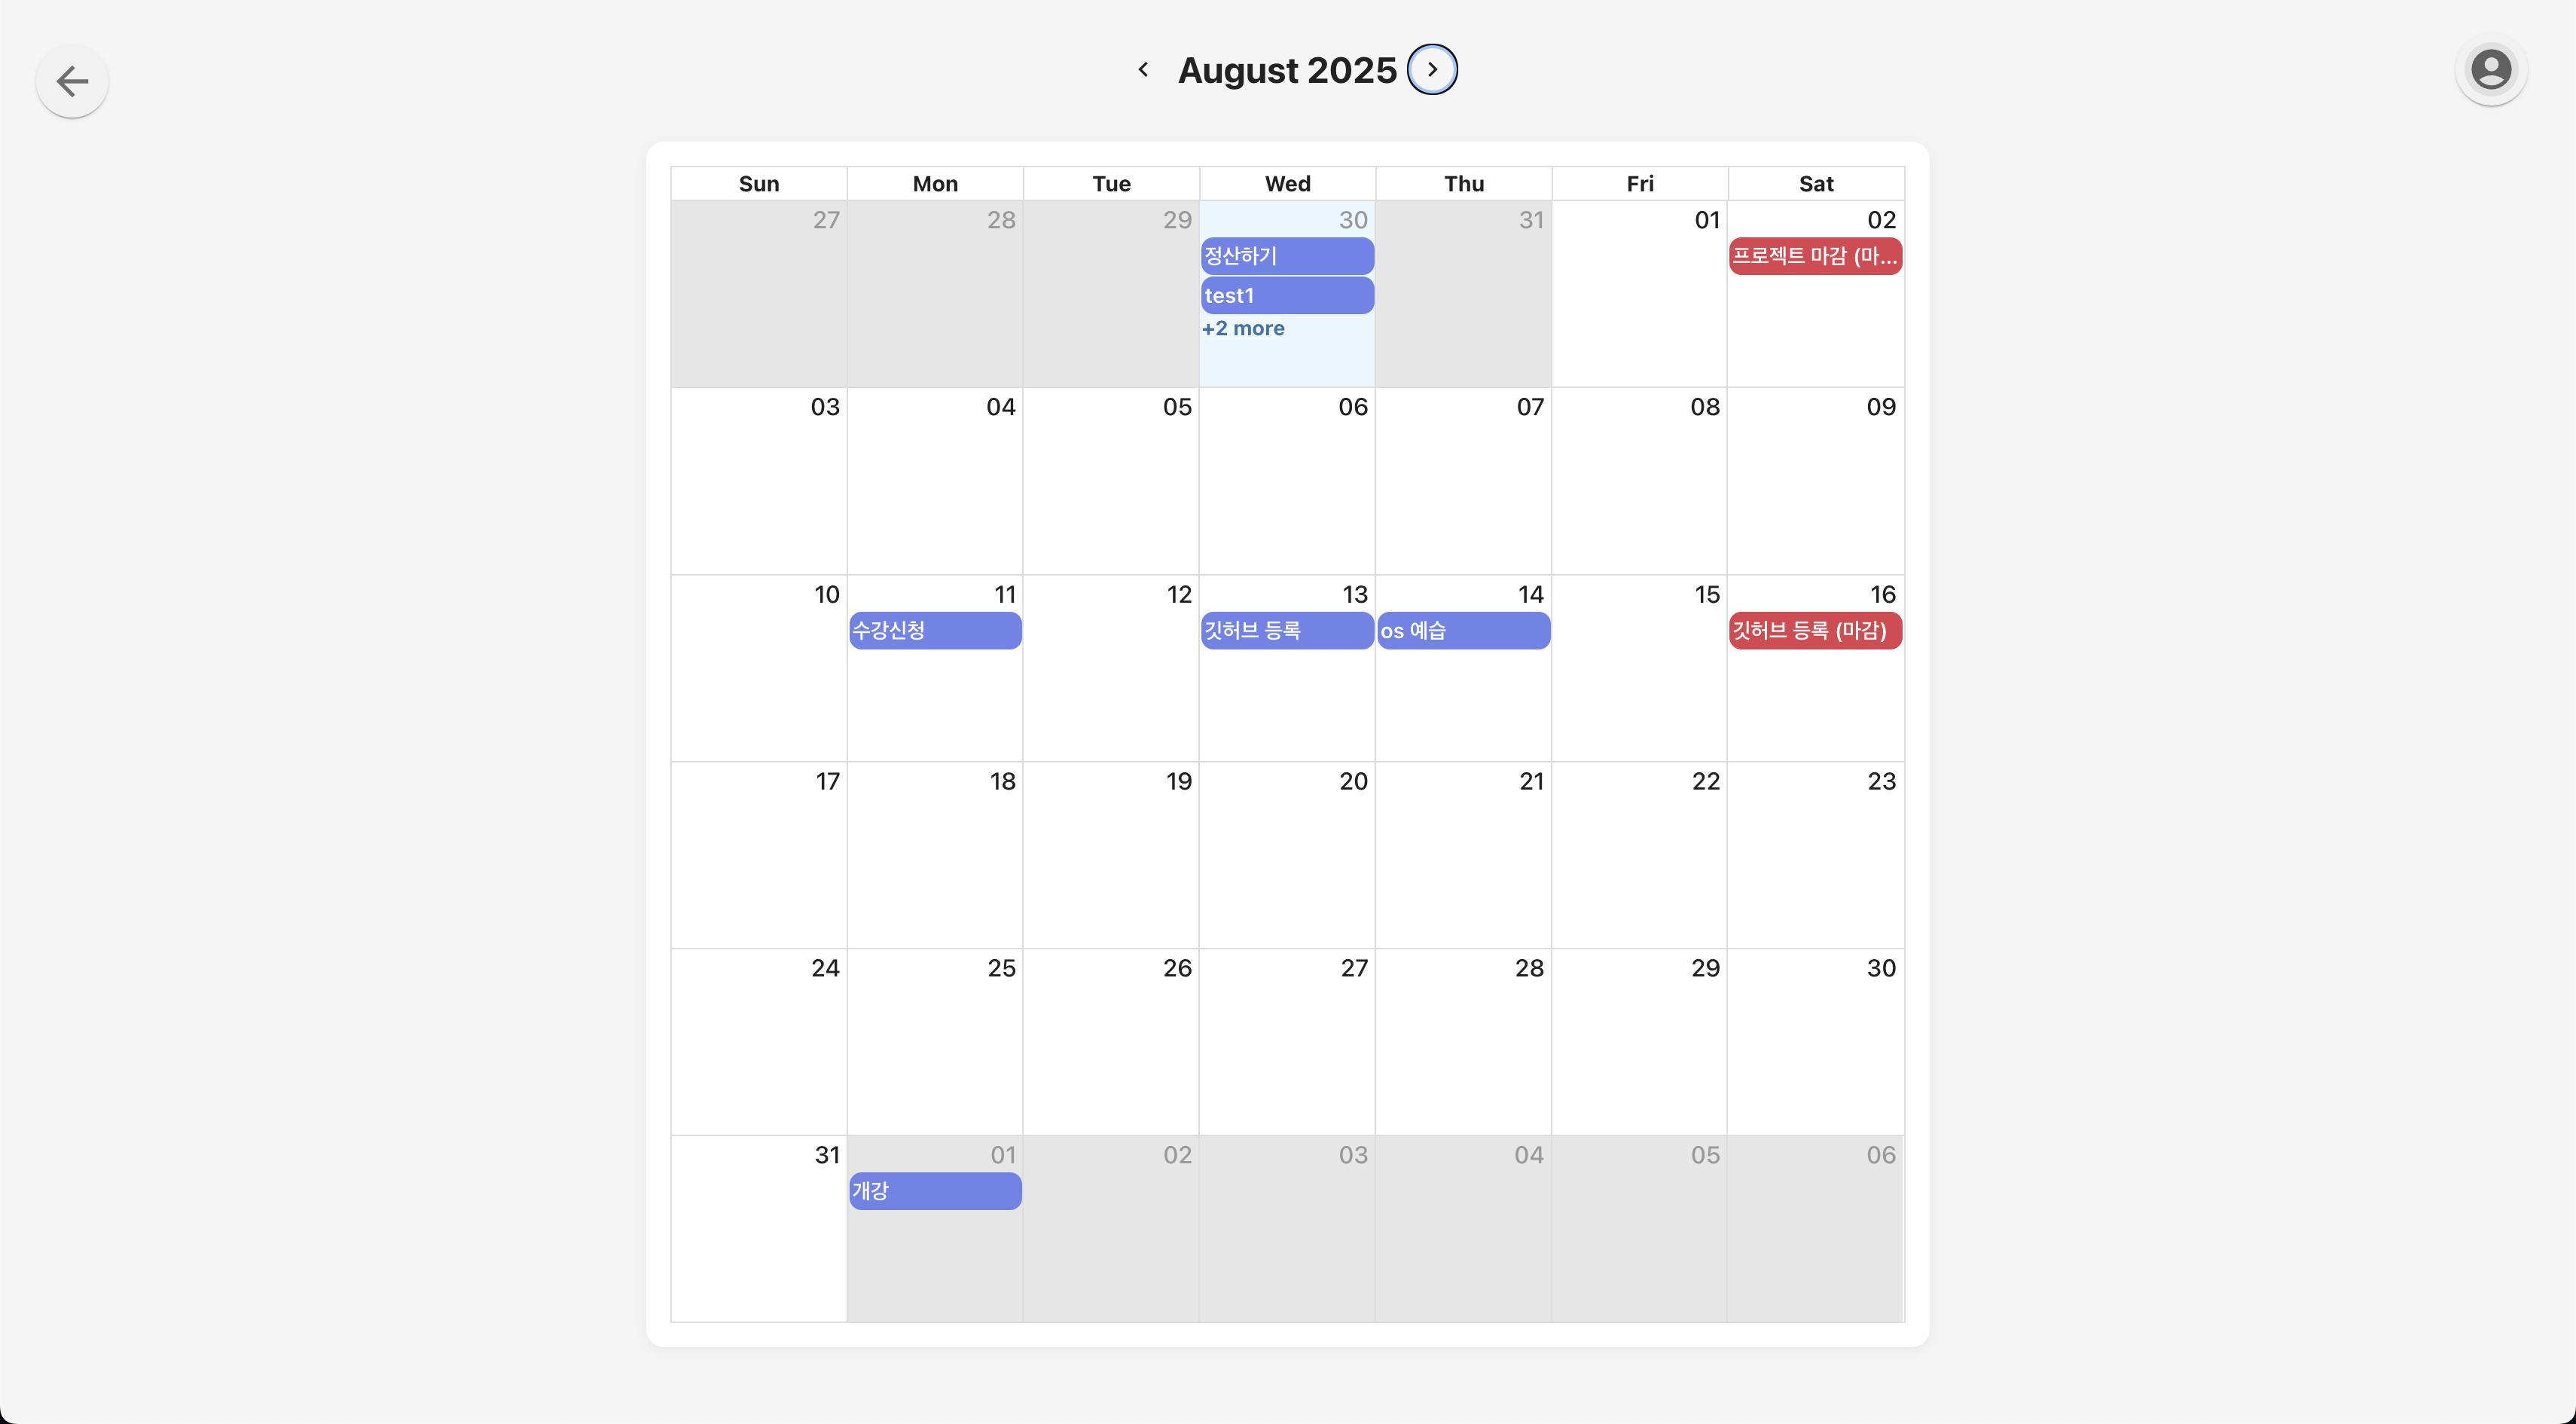 August 2025
Sun Mon Tue Wed Thu Fri Sat
27 28 29 30 31 01 02
정산하기 프로젝트 마감 (마...
test1
+2 more
03 04 05 06 07 08 09
10 11 12 13 14 15 16
수강신청 깃허브 등록 os 예습 깃허브 등록 (마감)
17 18 19 20 21 22 23
24 25 26 27 28 29 30
31 01 02 03 04 05 06
개강